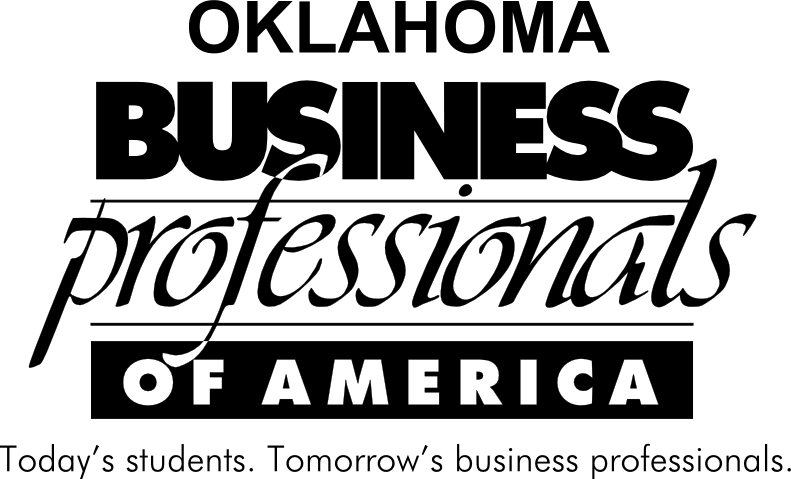 OKLAHOMA
BUSINESS
professionals
OF AMERICA
Today's students. Tomorrow's business professionals.